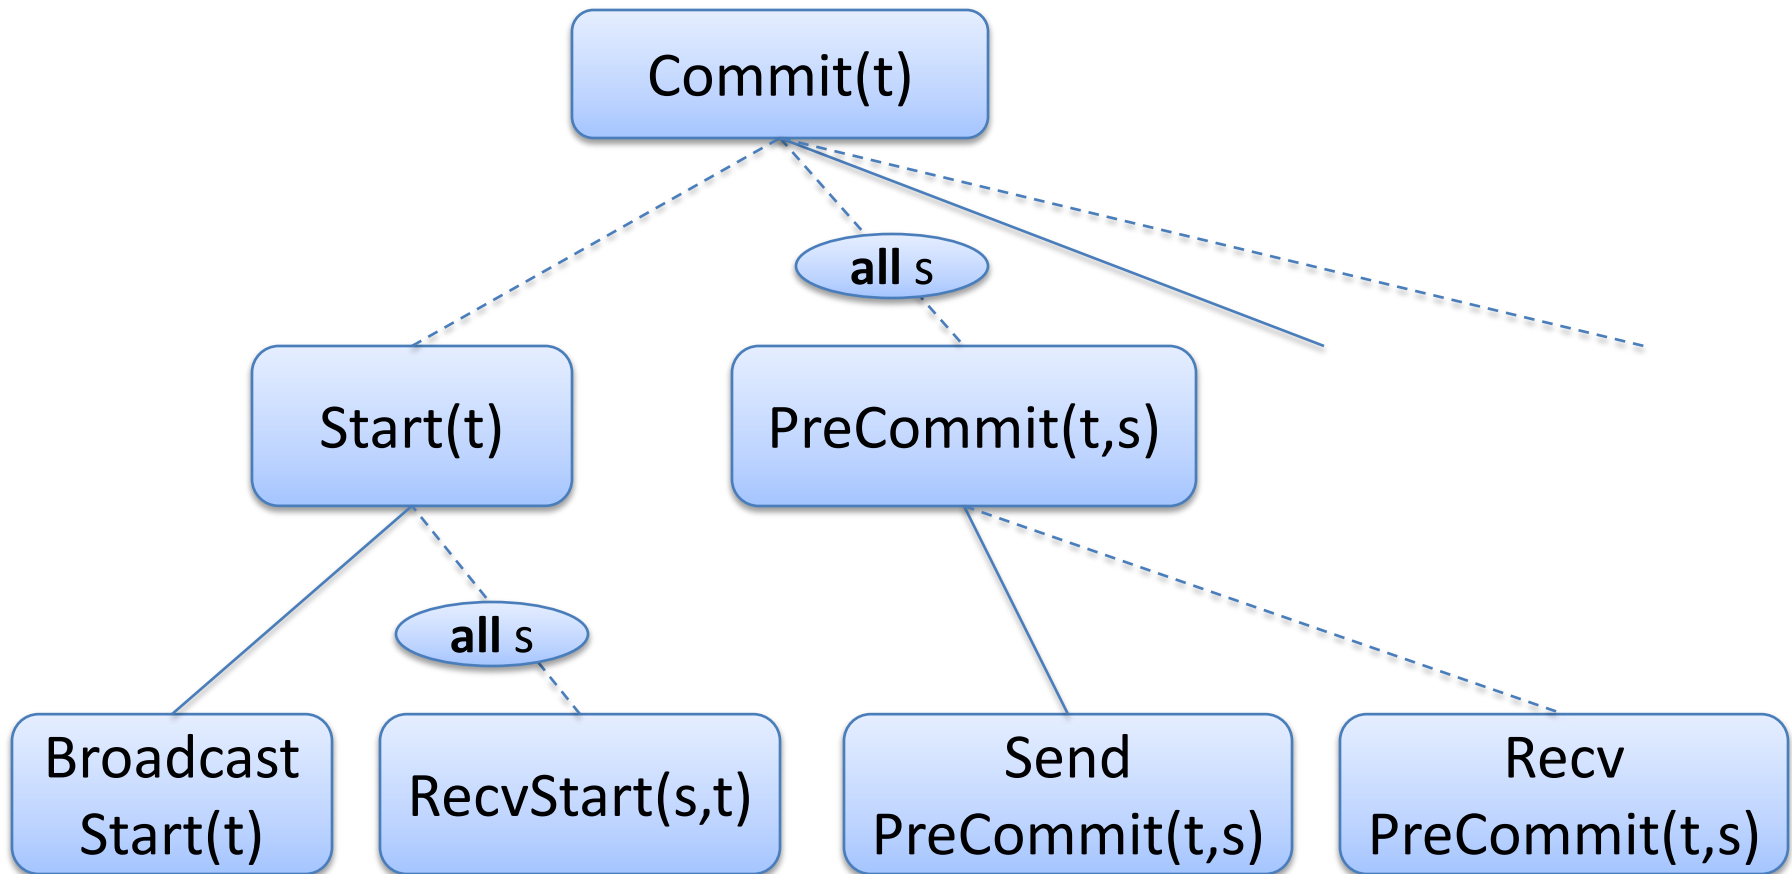 Commit(t)
all s
Start(t)
PreCommit(t,s)
all s
Broadcast
Start(t)
RecvStart(s,t)
Send
PreCommit(t,s)
Recv
PreCommit(t,s)